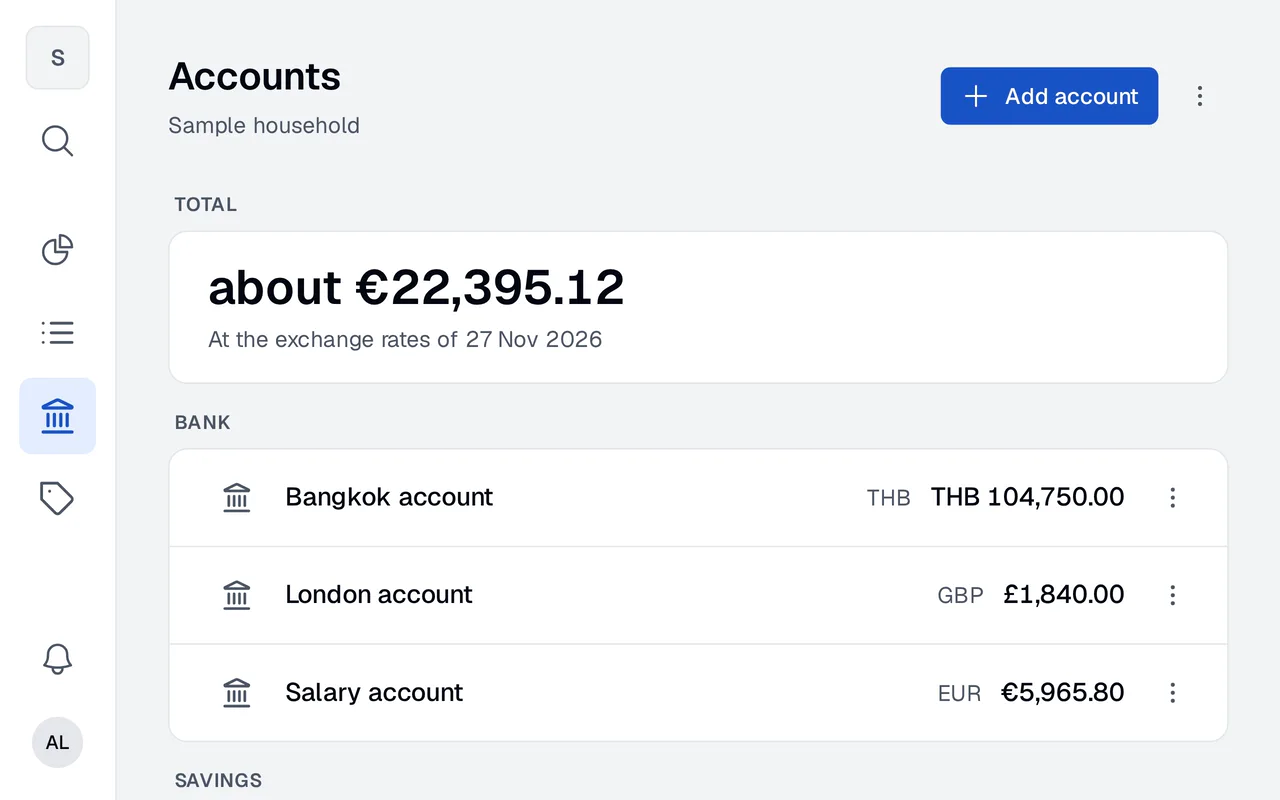 S
Accounts
Sample household
Add account
TOTAL
about €22,395.12
At the exchange rates of 27 Nov 2026
BANK
Bangkok account THB THB 104,750.00
London account GBP £1,840.00
Salary account EUR €5,965.80
SAVINGS
AL